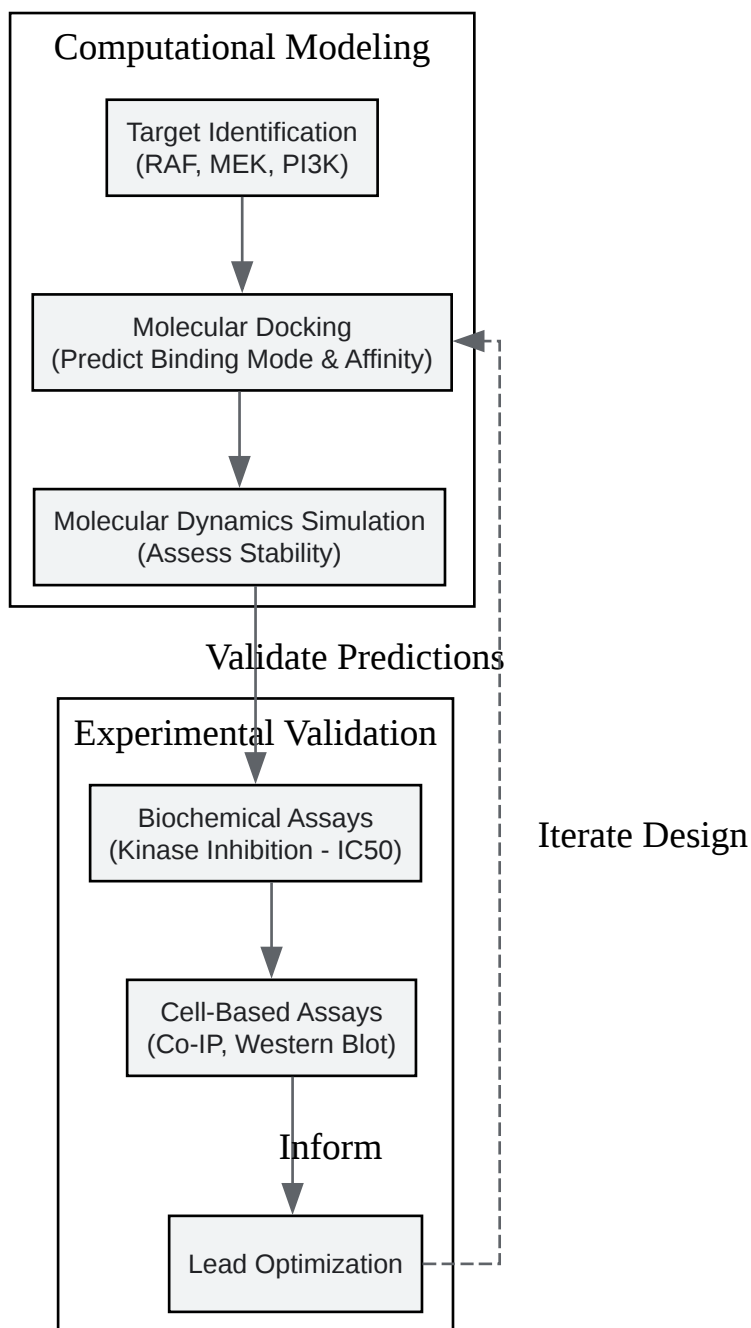 Computational Modeling
Target Identification
(RAF, MEK, PI3K)
Molecular Docking
(Predict Binding Mode & Affinity)
Molecular Dynamics Simulation
(Assess Stability)
Validate Predictions
Experimental Validation
Biochemical Assays
(Kinase Inhibition - IC50)
Iterate Design
Cell-Based Assays
(Co-IP, Western Blot)
Inform
Lead Optimization